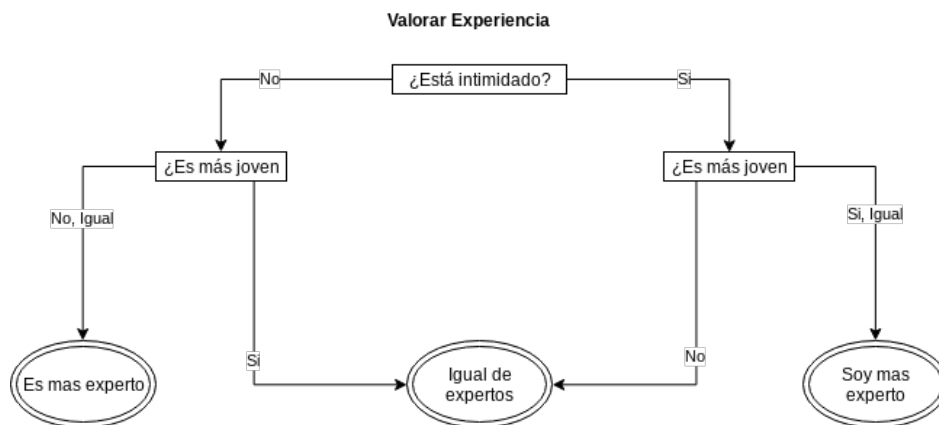 Valorar Experiencia
¿Está intimidado?
No
Si
¿Es más joven
¿Es más joven
No, Igual
Si, Igual
Si
No
Es mas experto
Igual de
expertos
Soy mas
experto